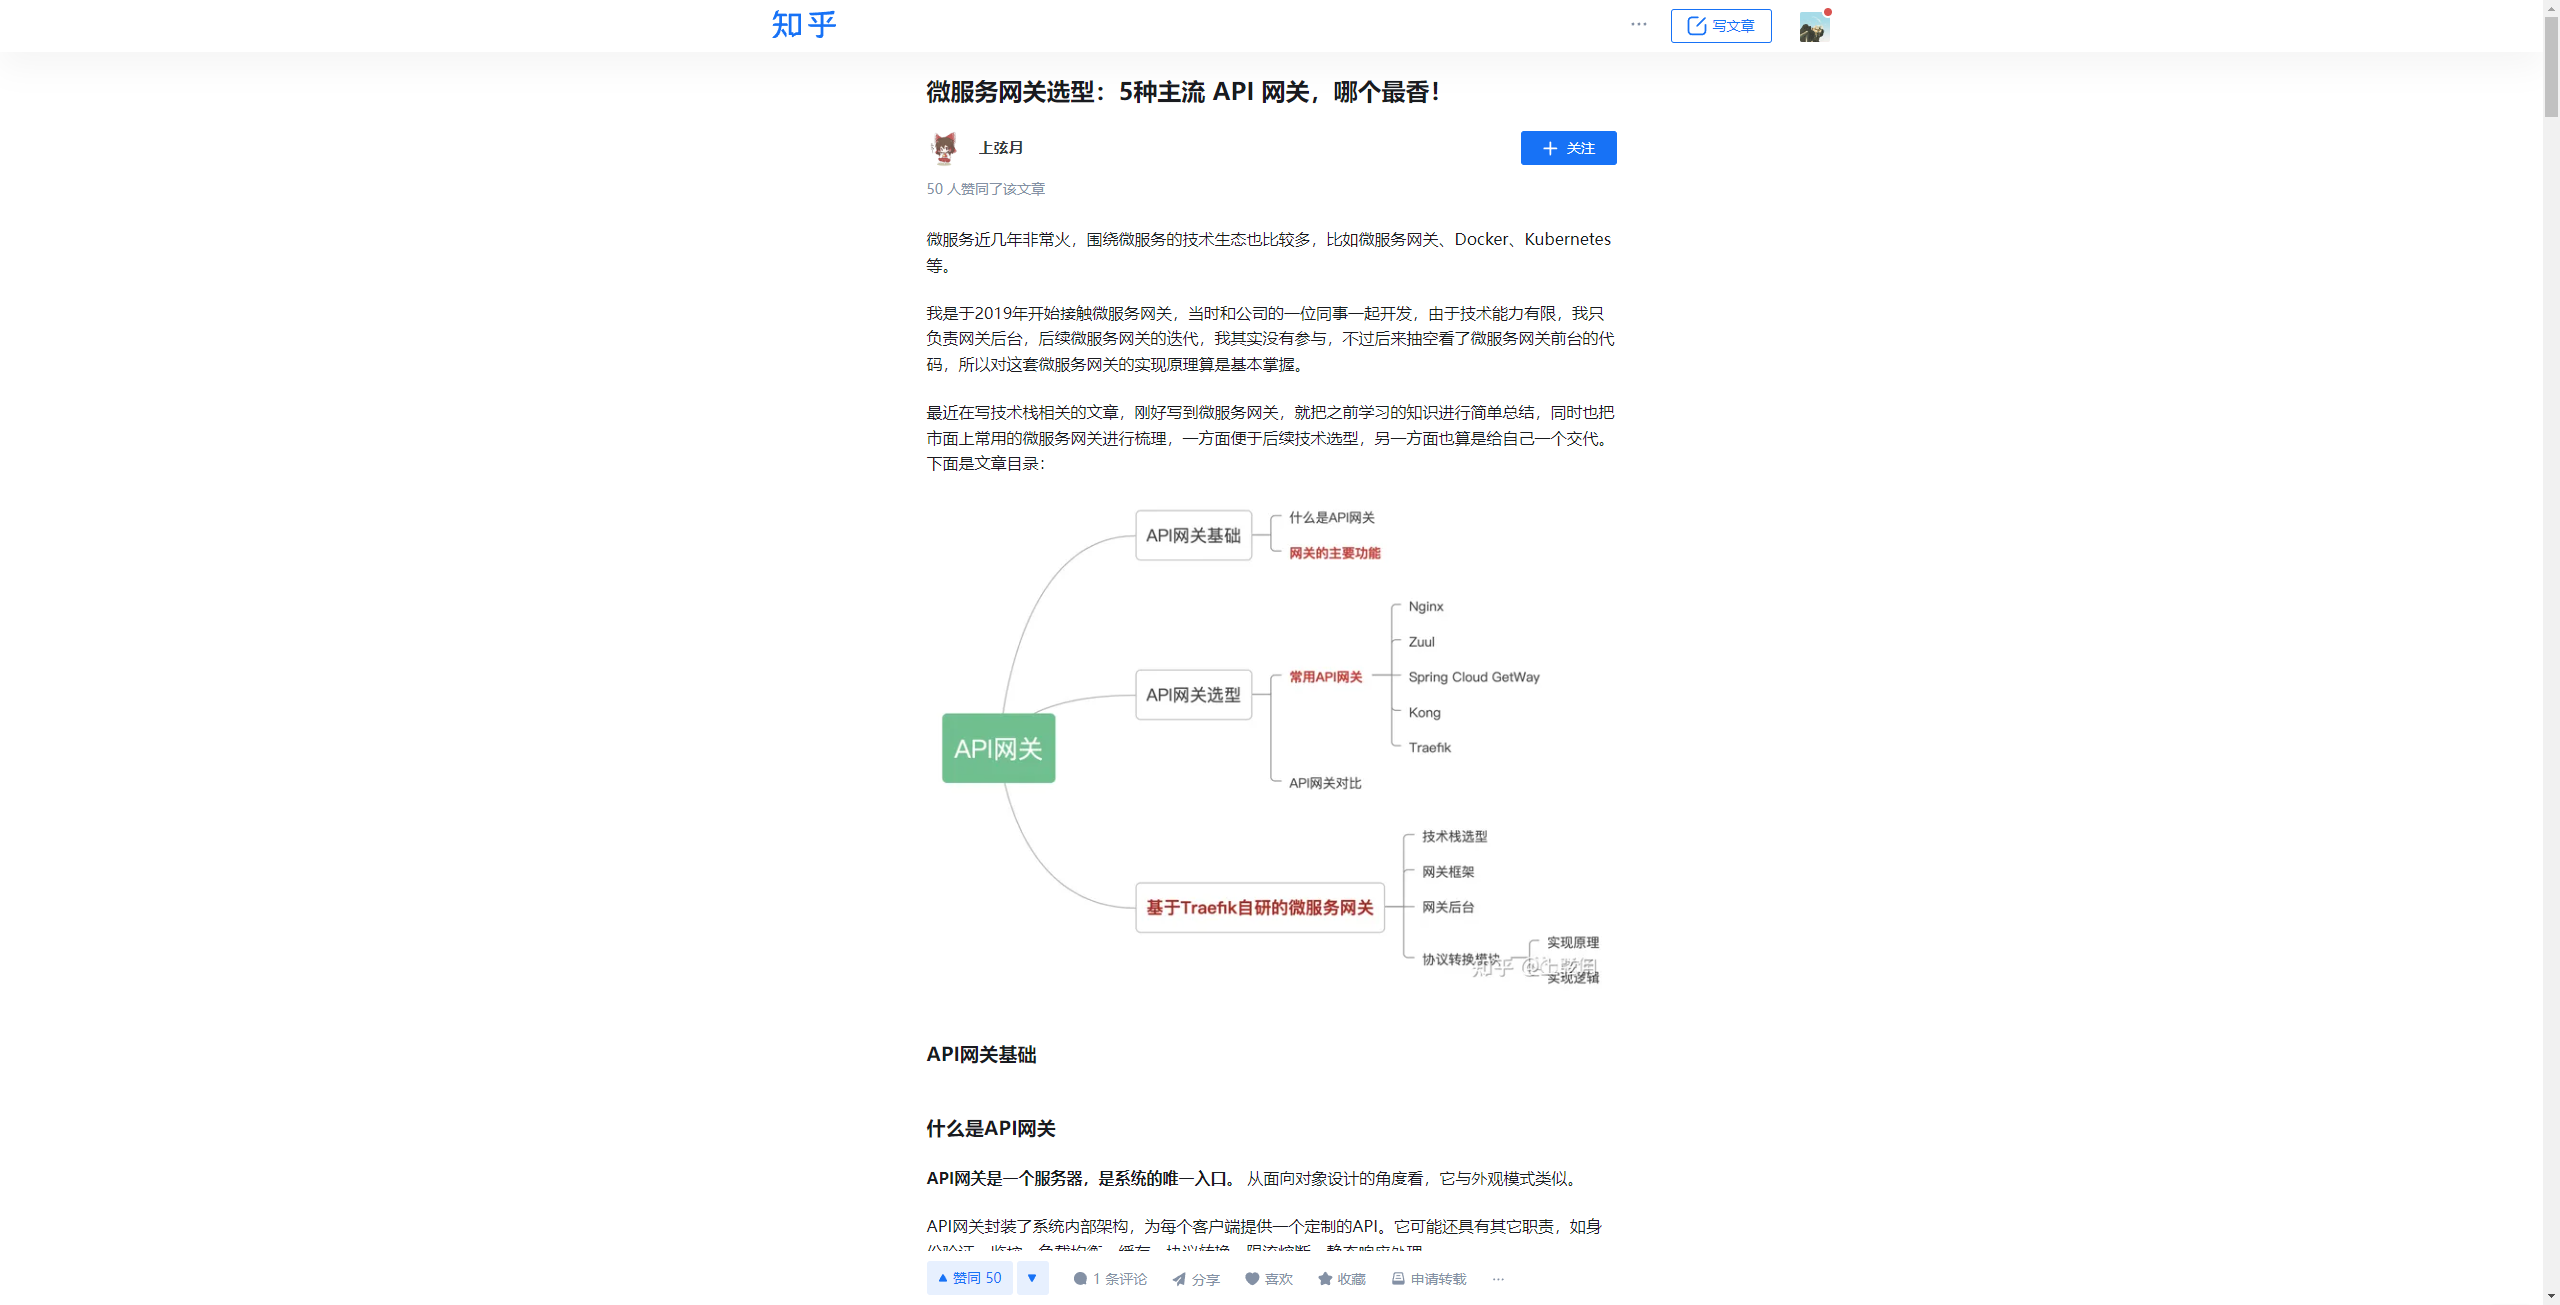 知乎
写文章
微服务网关选型：5种主流 API 网关，哪个最香！
上弦月
关注
50 人赞同了该文章
微服务近几年非常火，围绕微服务的技术生态也比较多，比如微服务网关、Docker、Kubernetes
等。
我是于2019年开始接触微服务网关，当时和公司的一位同事一起开发，由于技术能力有限，我只
负责网关后台，后续微服务网关的迭代，我其实没有参与，不过后来抽空看了微服务网关前台的代
码，所以对这套微服务网关的实现原理算是基本掌握。
最近在写技术栈相关的文章，刚好写到微服务网关，就把之前学习的知识进行简单总结，同时也把
市面上常用的微服务网关进行梳理，一方面便于后续技术选型，另一方面也算是给自己一个交代。
下面是文章目录：
API网关
API网关基础
什么是API网关
网关的主要功能
API网关选型
常用API网关
Nginx
Zuul
Spring Cloud GetWay
Kong
Traefik
API网关对比
基于Traefik自研的微服务网关
技术栈选型
网关框架
网关后台
协议转换模块
实现原理
实现逻辑
知乎 @上弦月
API网关基础
什么是API网关
API网关是一个服务器，是系统的唯一入口。 从面向对象设计的角度看，它与外观模式类似。
API网关封装了系统内部架构，为每个客户端提供一个定制的API。它可能还具有其它职责，如身
份验证、监控、负载均衡、缓存、协议转换、限流熔断、静态响应处理
赞同 50
1 条评论
分享
喜欢
收藏
申请转载